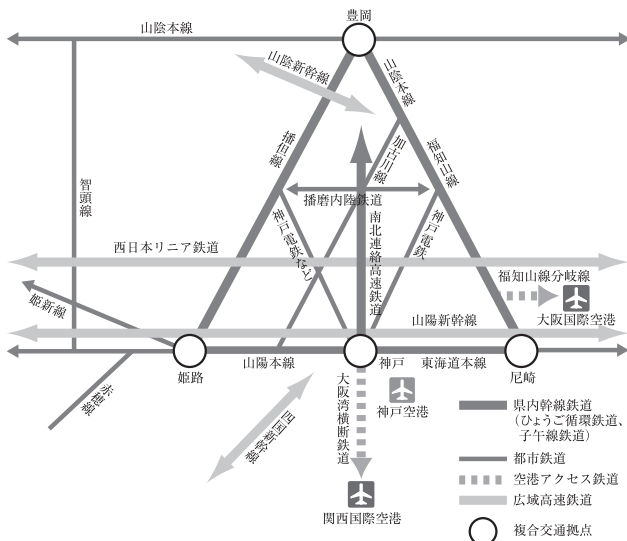 豊岡
山陰本線
山陰新幹線
山陰本線
播但線
加古川線
福知山線
智頭線
播磨内陸鉄道
神戸電鉄など
南北連絡高速鉄道
神戸電鉄
西日本リニア鉄道
福知山線分岐線
大阪国際空港
姫新線
山陽新幹線
姫路
山陽本線
神戸
東海道本線
尼崎
赤穂線
四国新幹線
大阪湾横断鉄道
神戸空港
関西国際空港
県内幹線鉄道
(ひょうご循環鉄道、
子午線鉄道)
都市鉄道
空港アクセス鉄道
広域高速鉄道
複合交通拠点